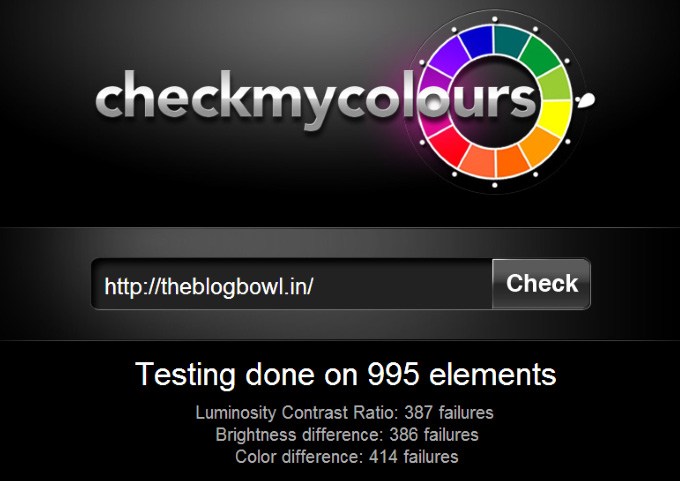 checkmycolours
http://theblogbowl.in/
Check
Testing done on 995 elements
Luminosity Contrast Ratio: 387 failures
Brightness difference: 386 failures
Color difference: 414 failures